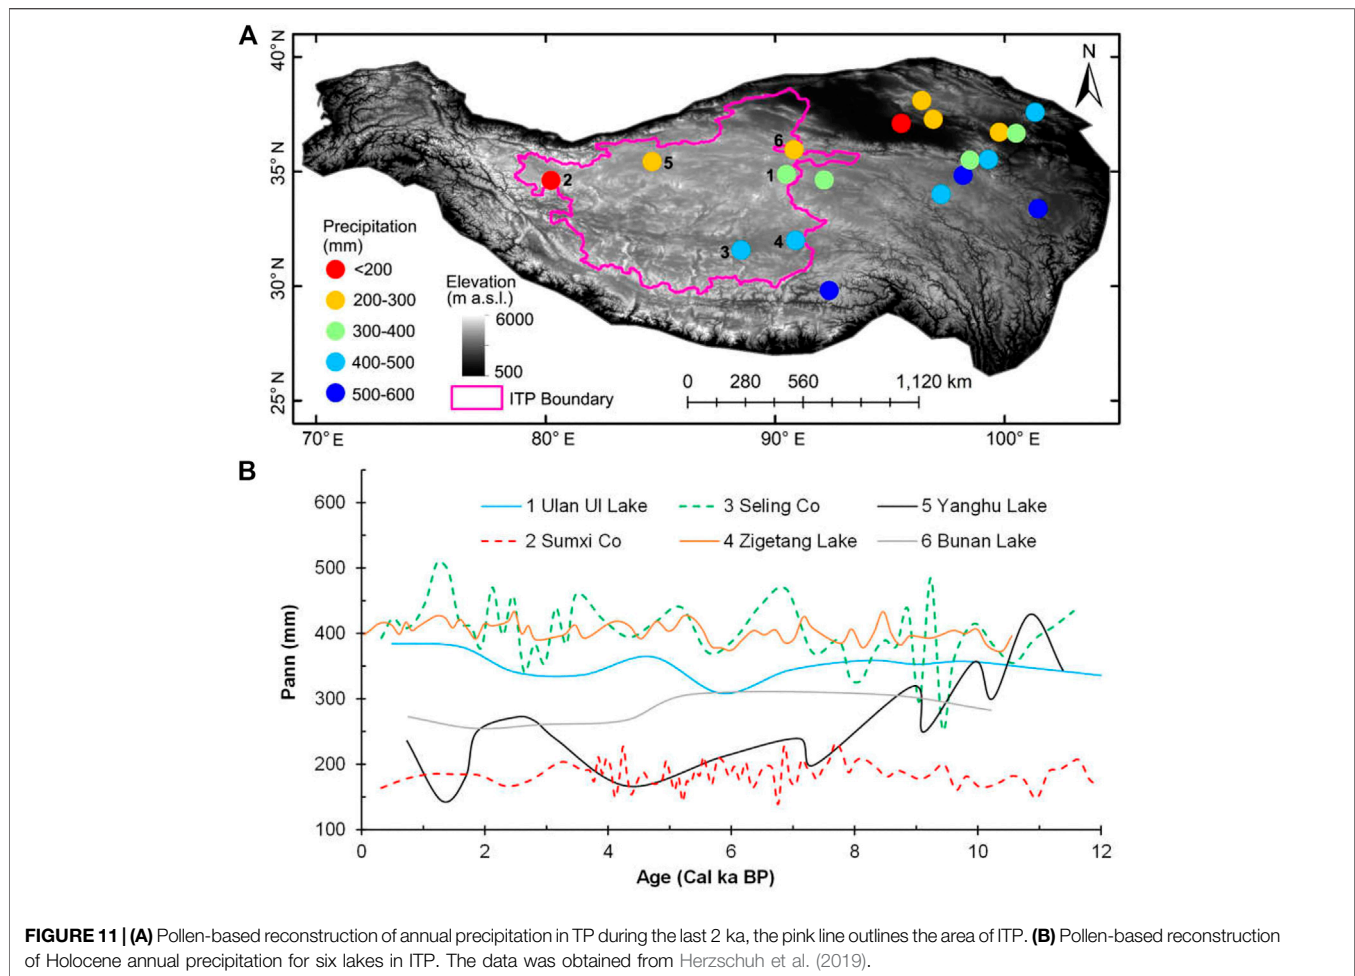 A
40° N
35° N
30° N
25° N
70° E
80° E
90° E
100° E
N
6
5
2
1
4
3
Precipitation
(mm)
<200
200-300
300-400
400-500
500-600
Elevation
(m a.s.l.)
6000
500
ITP Boundary
0 280 560 1,120 km
B
1 Ulan Ul Lake
3 Seling Co
5 Yanghu Lake
2 Sumxi Co
4 Zigetang Lake
6 Bunan Lake
Pann (mm)
600
500
400
300
200
100
0 2 4 6 8 10 12
Age (Cal ka BP)
FIGURE 11 | (A) Pollen-based reconstruction of annual precipitation in TP during the last 2 ka, the pink line outlines the area of ITP. (B) Pollen-based reconstruction
of Holocene annual precipitation for six lakes in ITP. The data was obtained from Herzschuh et al. (2019).